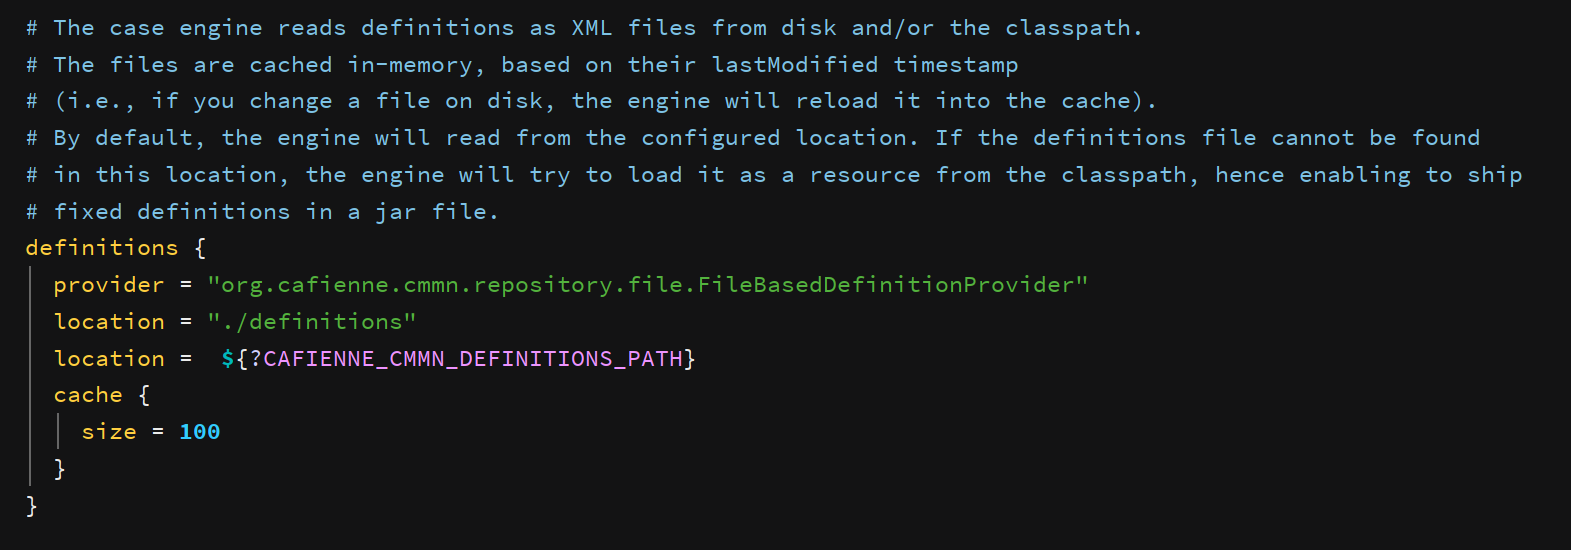 # The case engine reads definitions as XML files from disk and/or the classpath.
# The files are cached in-memory, based on their lastModified timestamp
# (i.e., if you change a file on disk, the engine will reload it into the cache).
# By default, the engine will read from the configured location. If the definitions file cannot be found
# in this location, the engine will try to load it as a resource from the classpath, hence enabling to ship
# fixed definitions in a jar file.
definitions {
  provider = "org.cafienne.cmmn.repository.file.FileBasedDefinitionProvider"
  location = "./definitions"
  location =  ${?CAFIENNE_CMMN_DEFINITIONS_PATH}
  cache {
    size = 100
  }
}